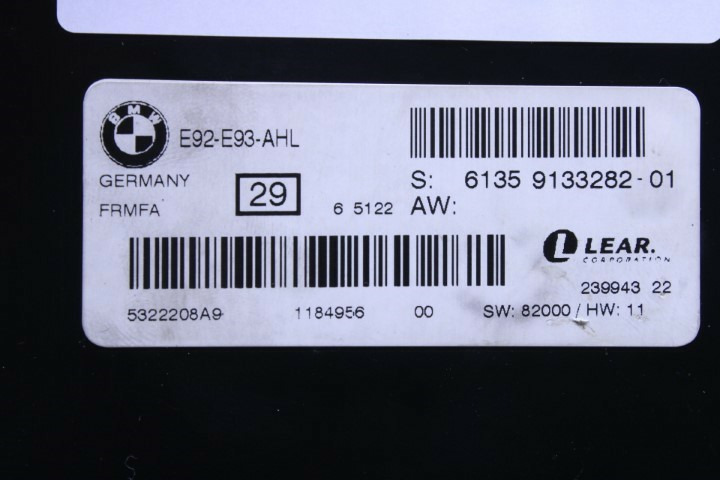 BMW
E92-E93-AHL
GERMANY
29
FRMFA
6 5122
S: 6135 9133282-01
AW:
L LEAR.
CORPORATION
239943 22
5322208A9 1184956 00 SW: 82000 / HW: 11